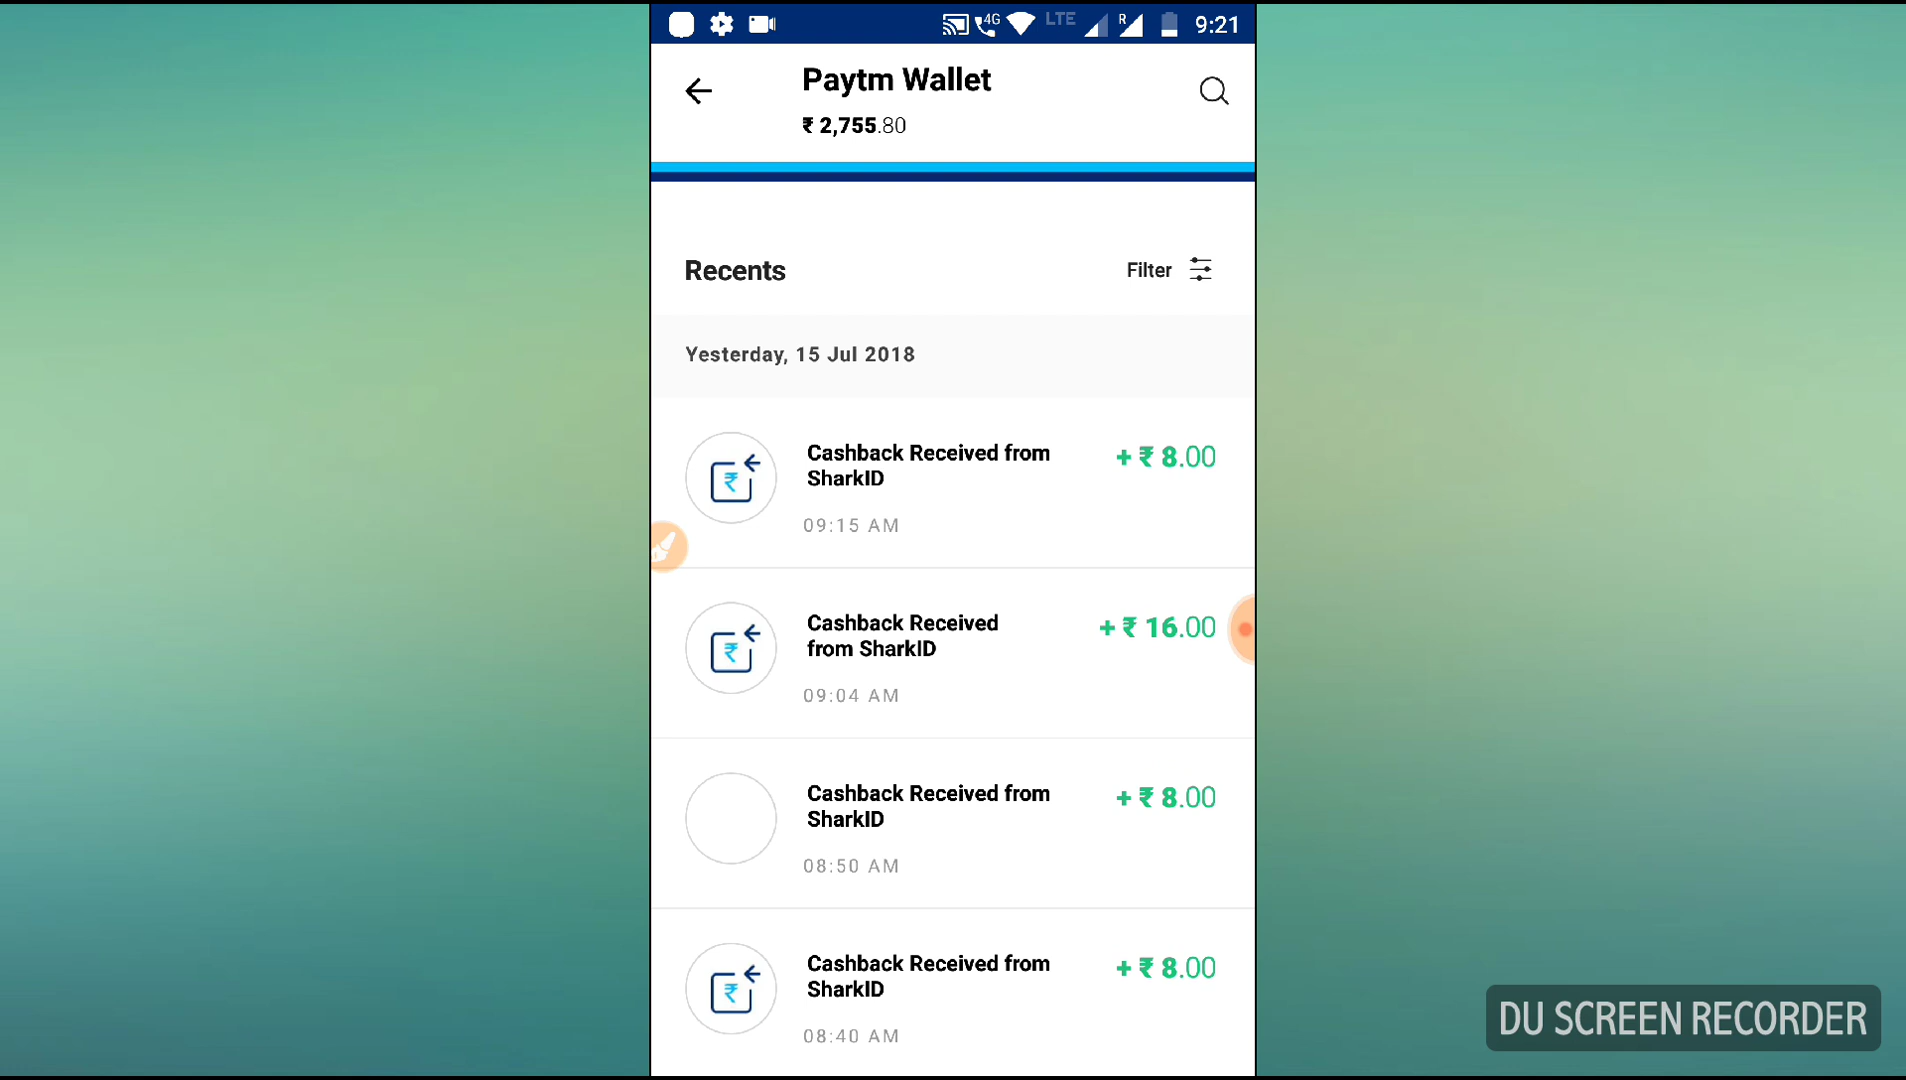 4G LTE R 9:21
Paytm Wallet
₹ 2,755.80
Recents
Filter
Yesterday, 15 Jul 2018
Cashback Received from
SharkID
+ ₹ 8.00
09:15 AM
Cashback Received
from SharkID
+ ₹ 16.00
09:04 AM
Cashback Received from
SharkID
+ ₹ 8.00
08:50 AM
Cashback Received from
SharkID
+ ₹ 8.00
08:40 AM
DU SCREEN RECORDER